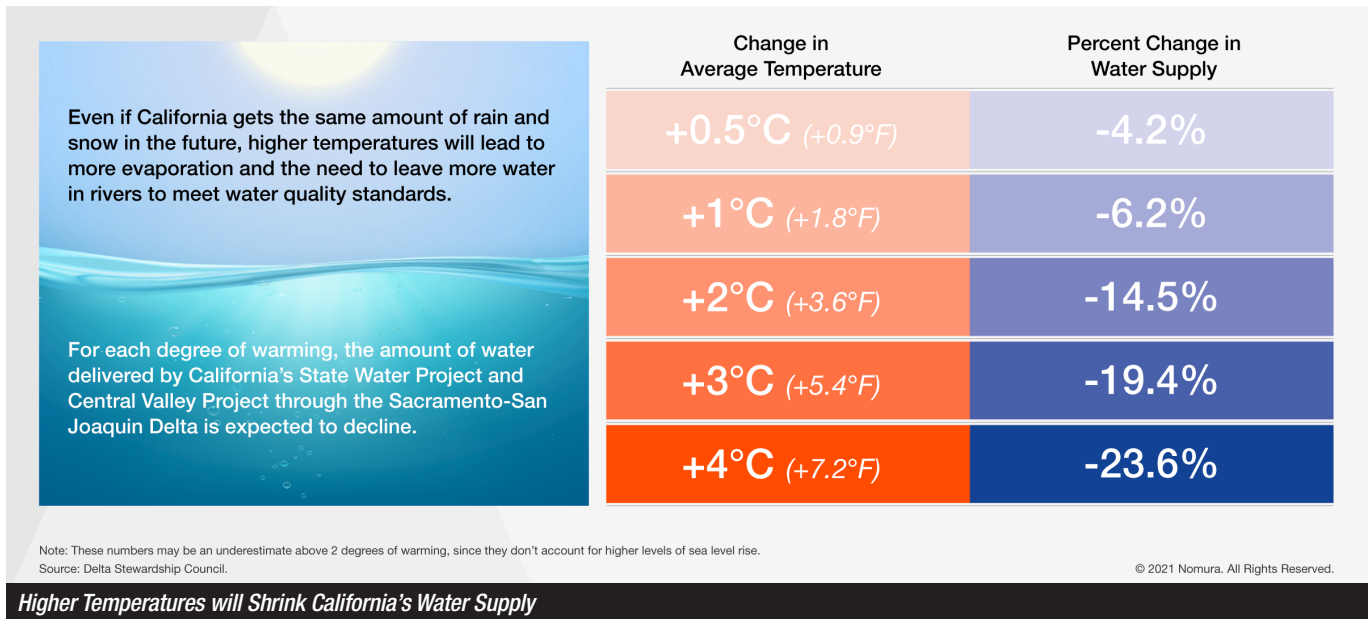 Even if California gets the same amount of rain and
snow in the future, higher temperatures will lead to
more evaporation and the need to leave more water
in rivers to meet water quality standards.
For each degree of warming, the amount of water
delivered by California’s State Water Project and
Central Valley Project through the Sacramento-San
Joaquin Delta is expected to decline.
Change in
Average Temperature
Percent Change in
Water Supply
+0.5°C (+0.9°F) -4.2%
+1°C (+1.8°F) -6.2%
+2°C (+3.6°F) -14.5%
+3°C (+5.4°F) -19.4%
+4°C (+7.2°F) -23.6%
Note: These numbers may be an underestimate above 2 degrees of warming, since they don’t account for higher levels of sea level rise.
Source: Delta Stewardship Council.
© 2021 Nomura. All Rights Reserved.
Higher Temperatures will Shrink California’s Water Supply